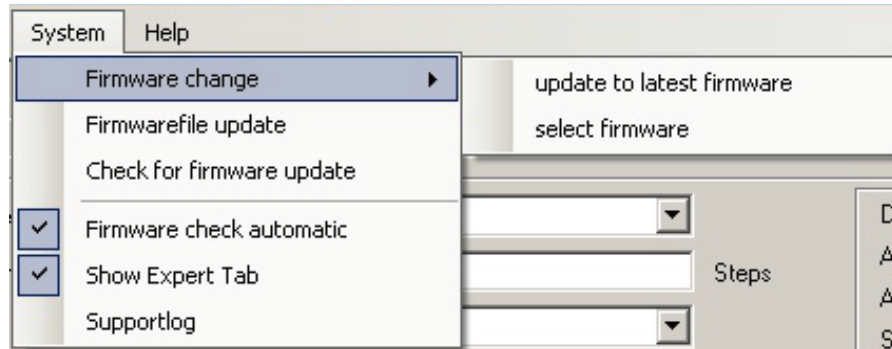 System Help
Firmware change
update to latest firmware
Firmwarefile update
select firmware
Check for firmware update
Firmware check automatic
Show Expert Tab
Steps
Supportlog